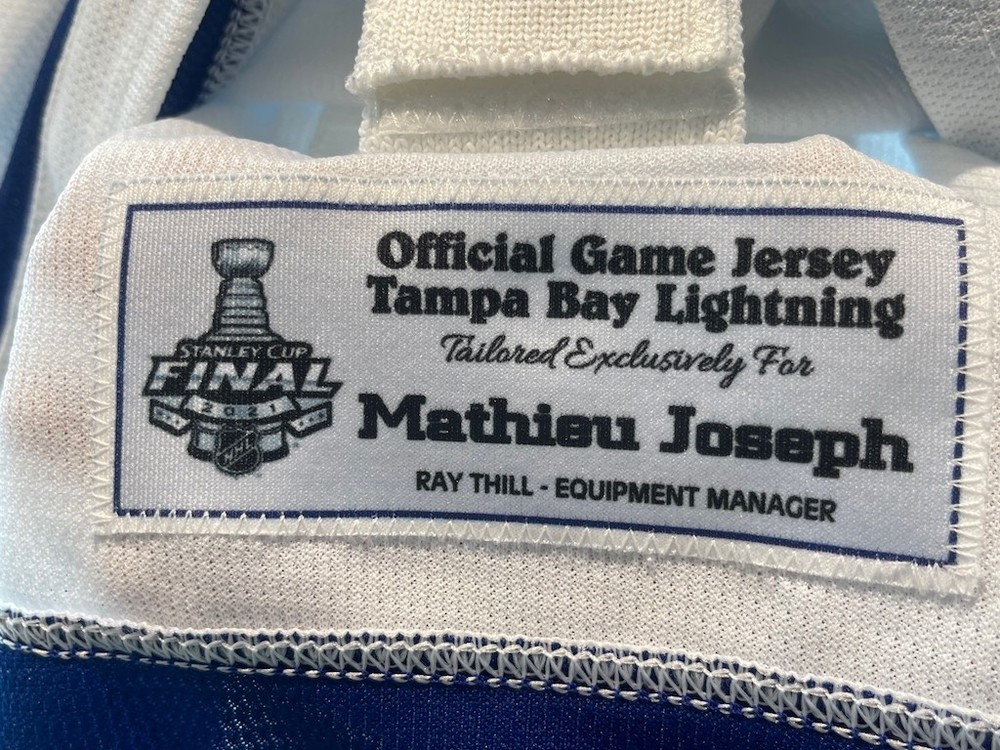 STANLEY CUP
FINAL
2021
NHL
Official Game Jersey
Tampa Bay Lightning
Tailored Exclusively For
Mathieu Joseph
RAY THILL - EQUIPMENT MANAGER